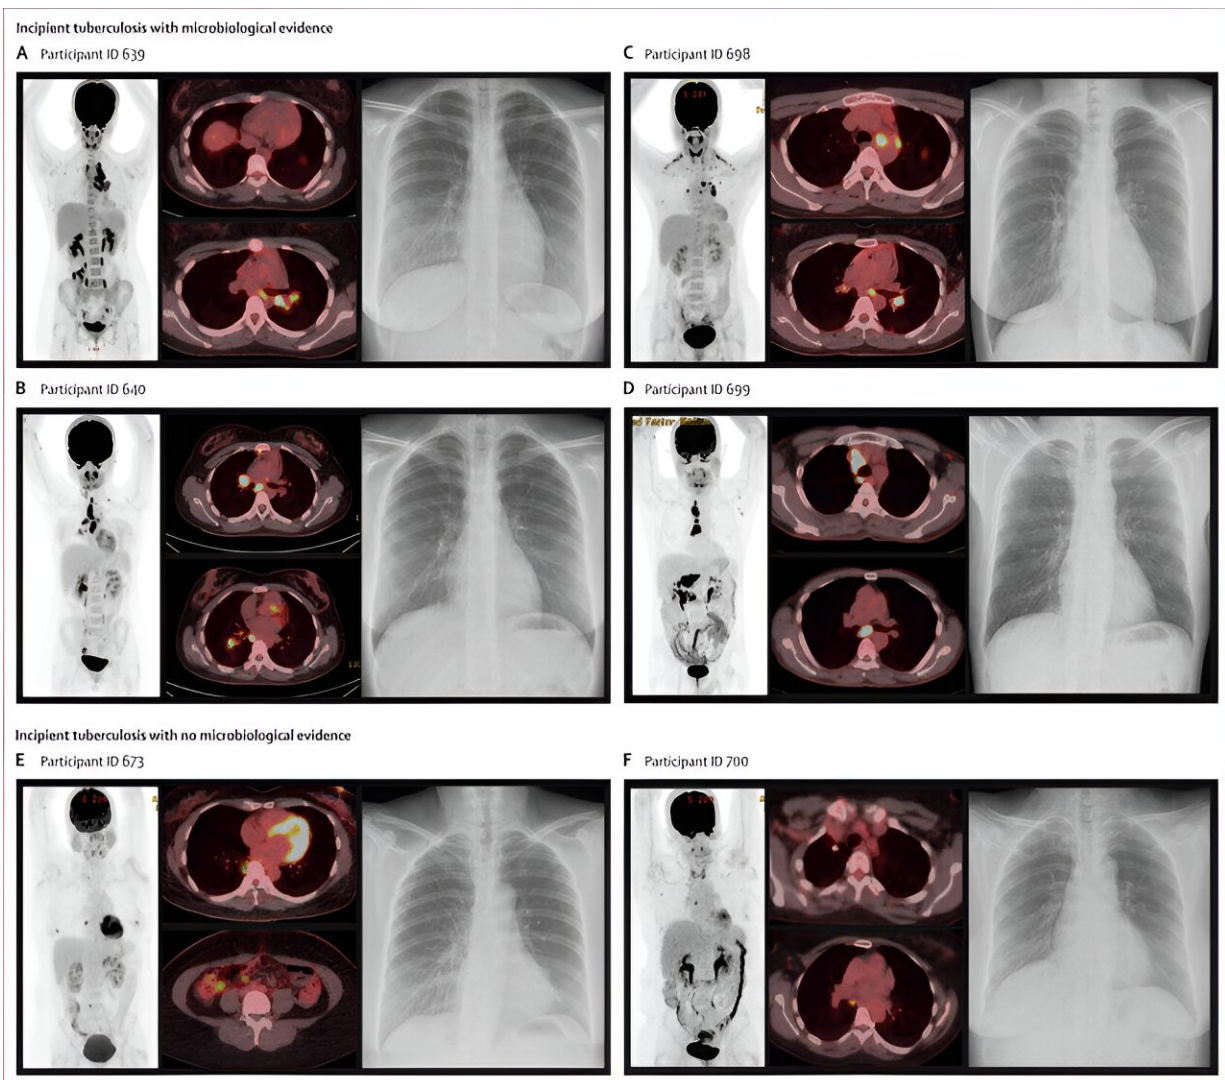 Incipient tuberculosis with microbiological evidence
A Participant ID 639
C Participant ID 698
B Participant ID 640
D Participant ID 699
Incipient tuberculosis with no microbiological evidence
E Participant ID 673
F Participant ID 700